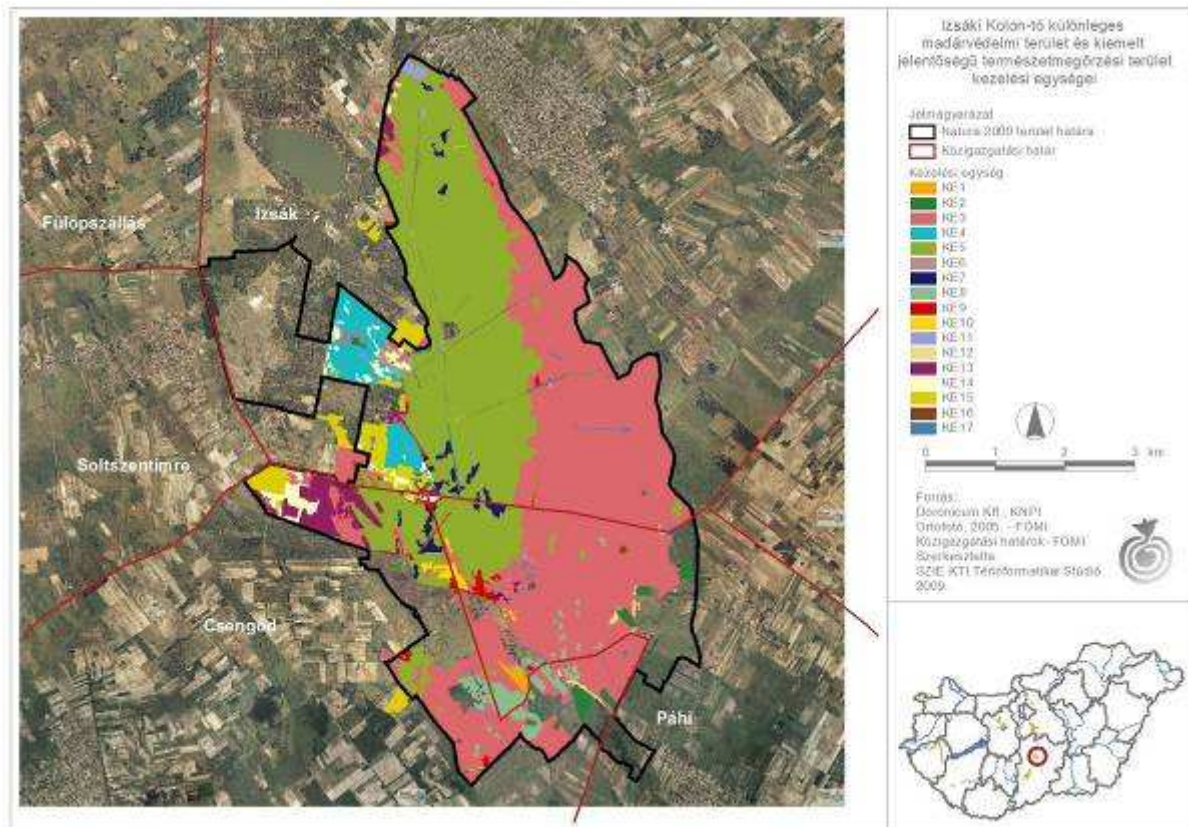 Izsáki Kolon-tó különleges
madárvédelmi terület és kiemelt
jelentőségű természetmegőrzési terület
kezelési egységei
Jelmagyarázat
Natura 2000 terület határa
Közigazgatási határ
Kezelési egység
KE1
KE2
KE3
KE4
KE5
KE6
KE7
KE8
KE9
KE10
KE11
KE12
KE13
KE14
KE15
KE16
KE17
0 1 2 3 km
Forrás:
Doronicum Kft., KNPI
Ortofotó, 2005. - FÖMI
Közigazgatási határok- FÖMI
Szerkesztette
SZIE KTI Térinformatikai Stúdió
2009.
Fülöpszállás
Izsák
Soltszentimre
Csengőd
Páhi